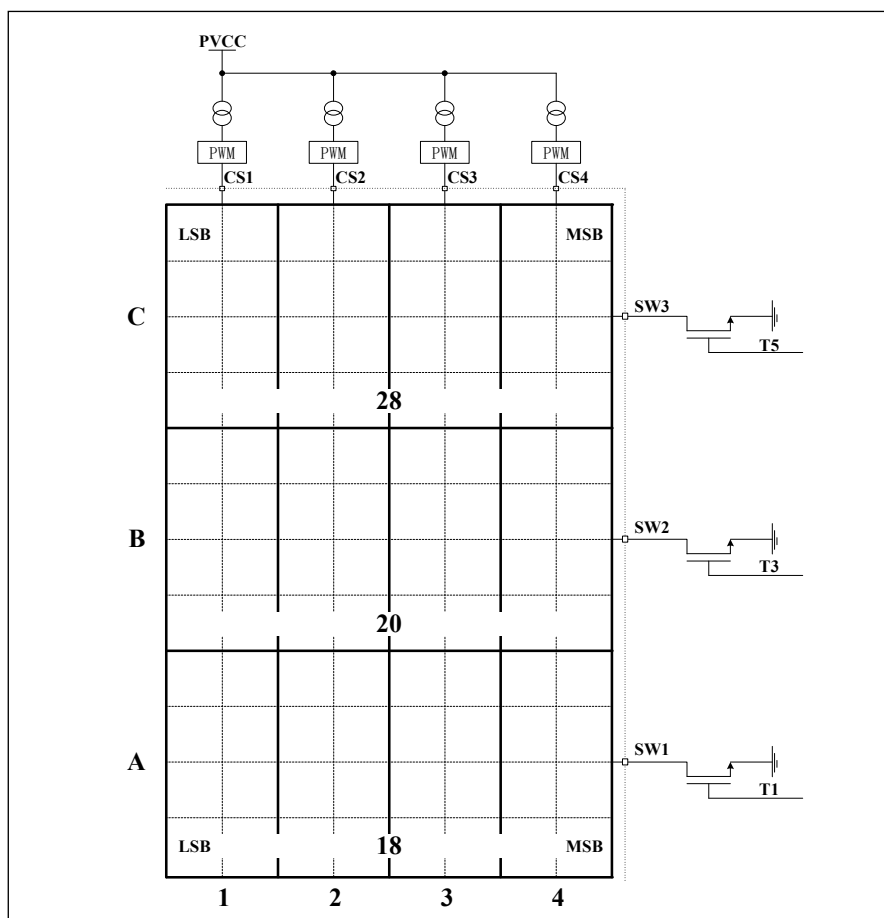 PVCC
PWM PWM PWM PWM
CS1 CS2 CS3 CS4
LSB MSB
C
SW3
T5
28
B
SW2
T3
20
A
SW1
T1
LSB 18 MSB
1 2 3 4